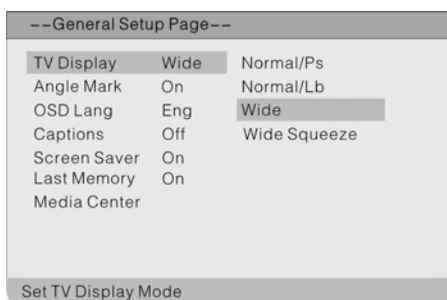 --General Setup Page--
TV Display Wide Normal/Ps
Angle Mark On Normal/Lb
OSD Lang Eng Wide
Captions Off Wide Squeeze
Screen Saver On
Last Memory On
Media Center
Set TV Display Mode